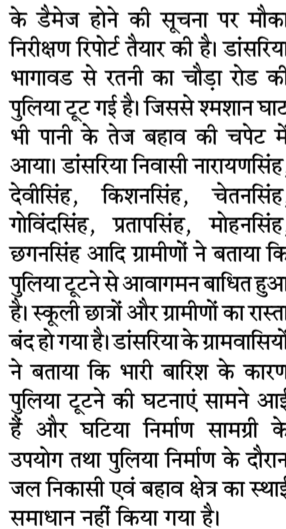 के डैमेज होने की सूचना पर मौका
निरीक्षण रिपोर्ट तैयार की है। डांसरिया
भागावड से रतनी का चौड़ा रोड की
पुलिया टूट गई है। जिससे श्मशान घाट
भी पानी के तेज बहाव की चपेट में
आया। डांसरिया निवासी नारायणसिंह,
देवीसिंह, किशनसिंह, चेतनसिंह,
गोविंदसिंह, प्रतापसिंह, मोहनसिंह,
छगनसिंह आदि ग्रामीणों ने बताया कि
पुलिया टूटने से आवागमन बाधित हुआ
है। स्कूली छात्रों और ग्रामीणों का रास्ता
बंद हो गया है। डांसरिया के ग्रामवासियों
ने बताया कि भारी बारिश के कारण
पुलिया टूटने की घटनाएं सामने आई
हैं और घटिया निर्माण सामग्री के
उपयोग तथा पुलिया निर्माण के दौरान
जल निकासी एवं बहाव क्षेत्र का स्थाई
समाधान नहीं किया गया है।